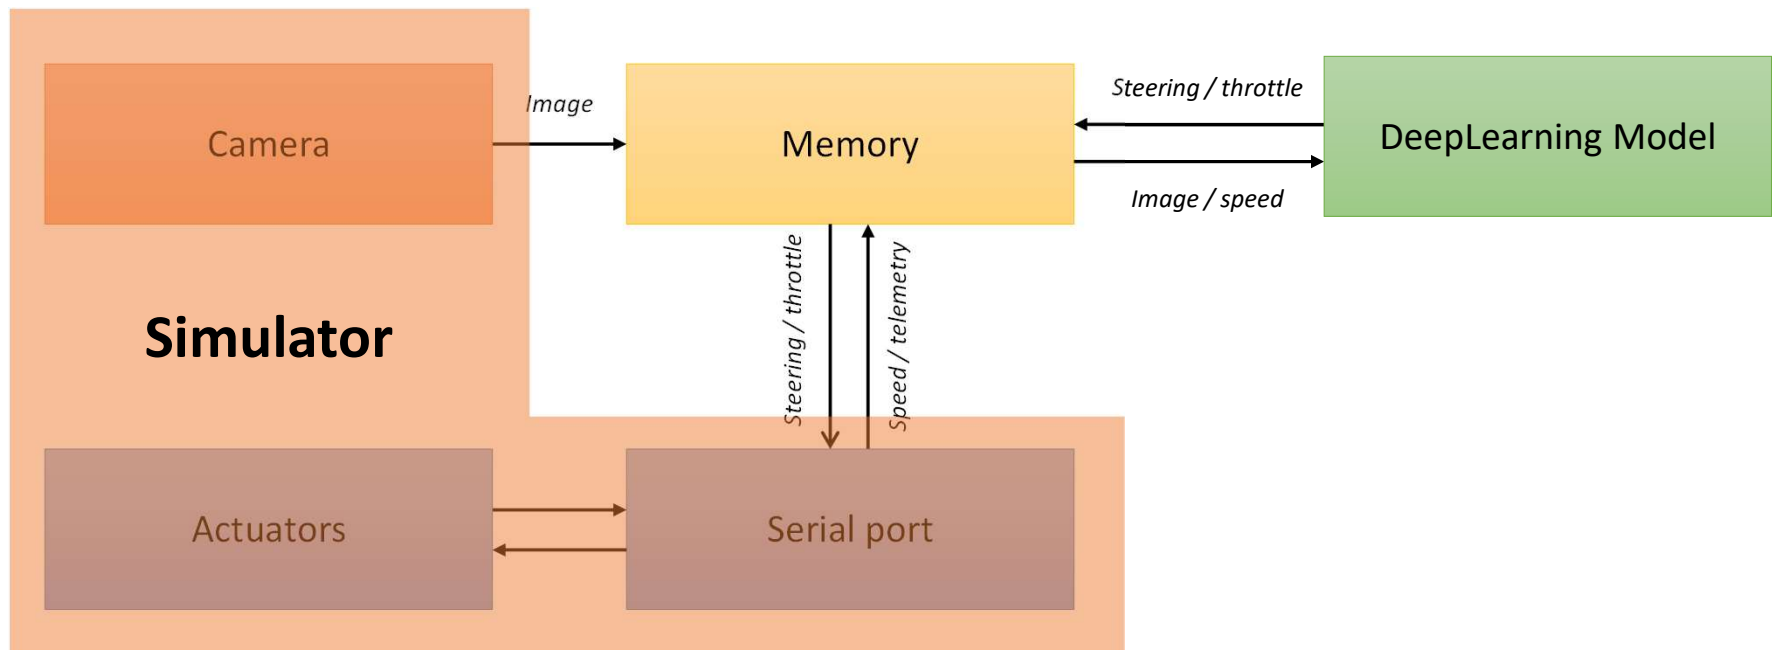 Camera
Image
Memory
Steering / throttle
Image / speed
DeepLearning Model
Steering / throttle
Speed / telemetry
Simulator
Actuators
Serial port